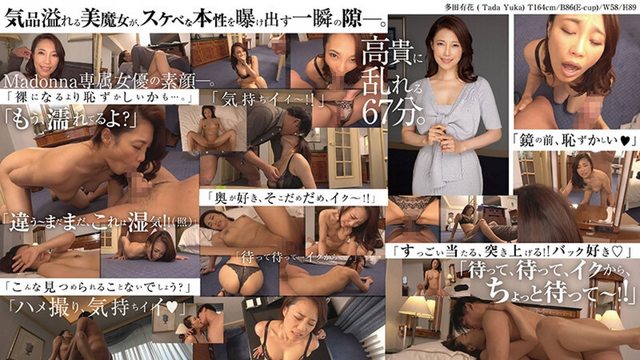 気品溢れる美魔女が、スケベな本性を曝け出す一瞬の隙―。
多田有花 ( Tada Yuka) T164cm/B86(E-cup)/W58/H89
Madonna専属女優の素顔―。
「裸になるより恥ずかしいかも…。」
「もう、濡れてるよ?」
「気持ちイィ〜!!」
高貴に
乱れる
67分。
「鏡の前、恥ずかしい♥」
「奥が好き、そこだめだめ、イク〜!!」
「違う〜まだまだ、これは湿気!!(照)」
「待って待って…イクから〜」
「すっごい当たる、突き上げる!!バック好き♡」
「こんな見つめられることないでしょう?」
「ハメ撮り、気持ちイイ♥」
「待って、待って、イクから、
ちょっと待って〜!!」